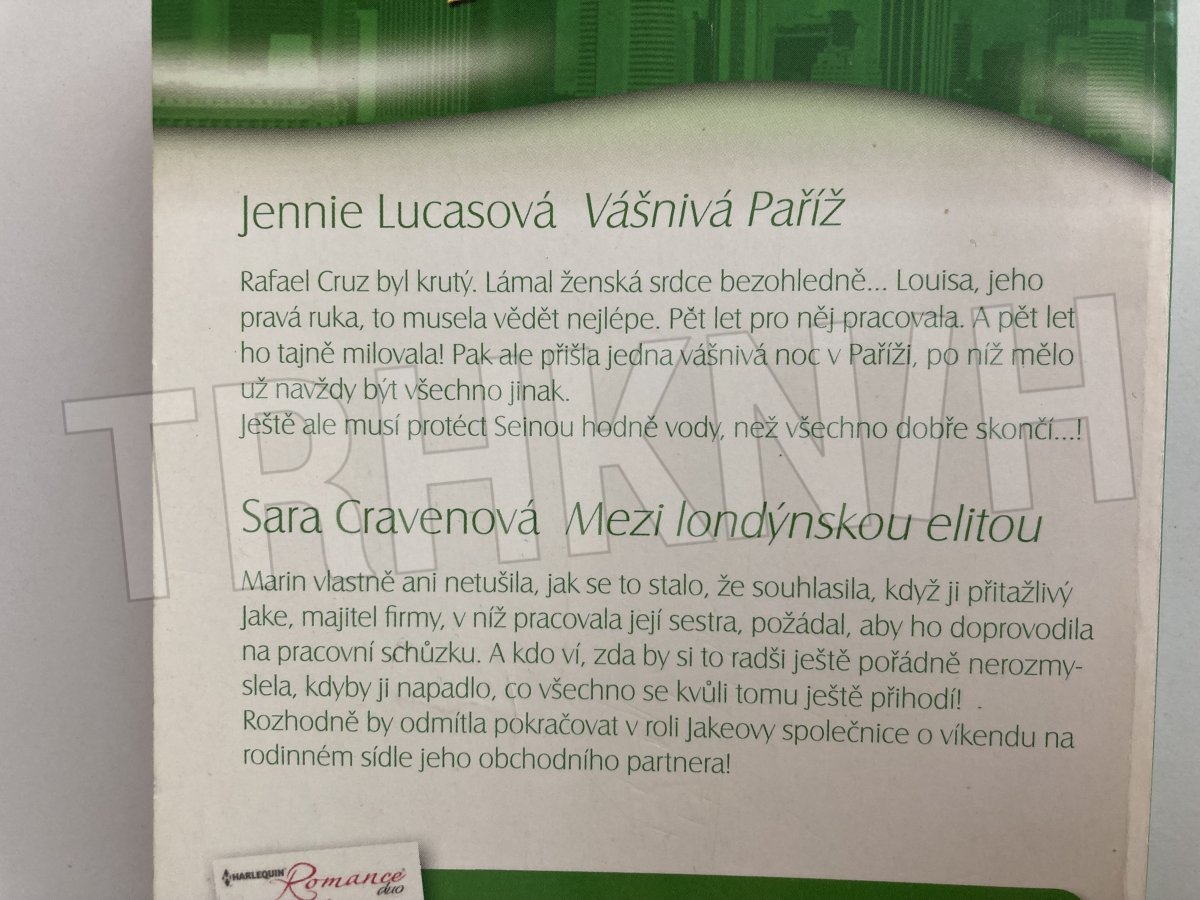 Jennie Lucasová Vášnivá Paříž
Rafael Cruz byl krutý. Lámal ženská srdce bezohledně... Louisa, jeho
pravá ruka, to musela vědět nejlépe. Pět let pro něj pracovala. A pět let
ho tajně milovala! Pak ale přišla jedna vášnivá noc v Paříži, po níž mělo
už navždy být všechno jinak.
Ještě ale musí protéct Seinou hodně vody, než všechno dobře skončí...!
Sara Cravenová Mezi londýnskou elitou
Marin vlastně ani netušila, jak se to stalo, že souhlasila, když ji přitažlivý
Jake, majitel firmy, v níž pracovala její sestra, požádal, aby ho doprovodila
na pracovní schůzku. A kdo ví, zda by si to radši ještě pořádně nerozmy-
slela, kdyby ji napadlo, co všechno se kvůli tomu ještě přihodí!
Rozhodně by odmítla pokračovat v roli Jakeovy společnice o víkendu na
rodinném sídle jeho obchodního partnera!
HARLEQUIN Romance duo
TRHKNI/H